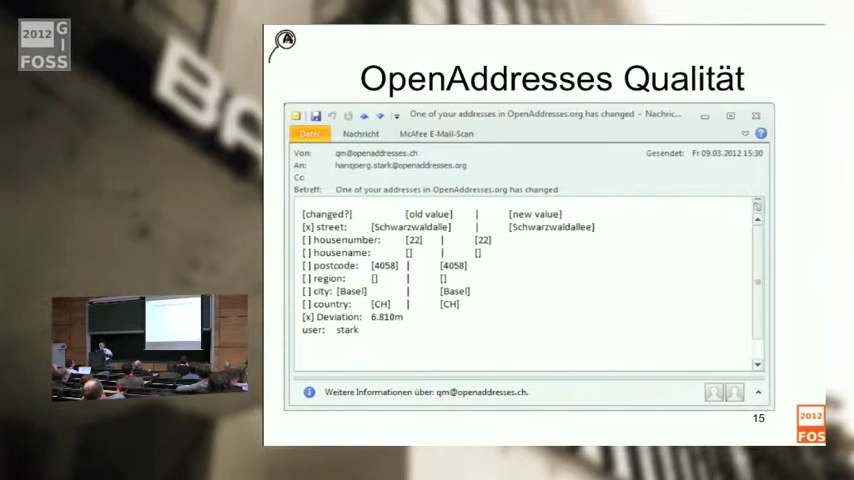 2012 G
I
FOSS
BA
OpenAddresses Qualität
One of your addresses in OpenAddresses.org has changed - Nachric...
Datei Nachricht McAfee E-Mail-Scan
Von: qm@openaddresses.ch Gesendet: Fr 09.03.2012 15:30
An: hansjoerg.stark@openaddresses.org
Cc:
Betreff: One of your addresses in OpenAddresses.org has changed
[changed?] [old value] | [new value]
[x] street: [Schwarzwaldalle] | [Schwarzwaldallee]
[ ] housenumber: [22] | [22]
[ ] housename: [] | []
[ ] postcode: [4058] | [4058]
[ ] region: [] | []
[ ] city: [Basel] | [Basel]
[ ] country: [CH] | [CH]
[x] Deviation: 6.810m
user: stark
Weitere Informationen über: qm@openaddresses.ch.
15
2012
FOS